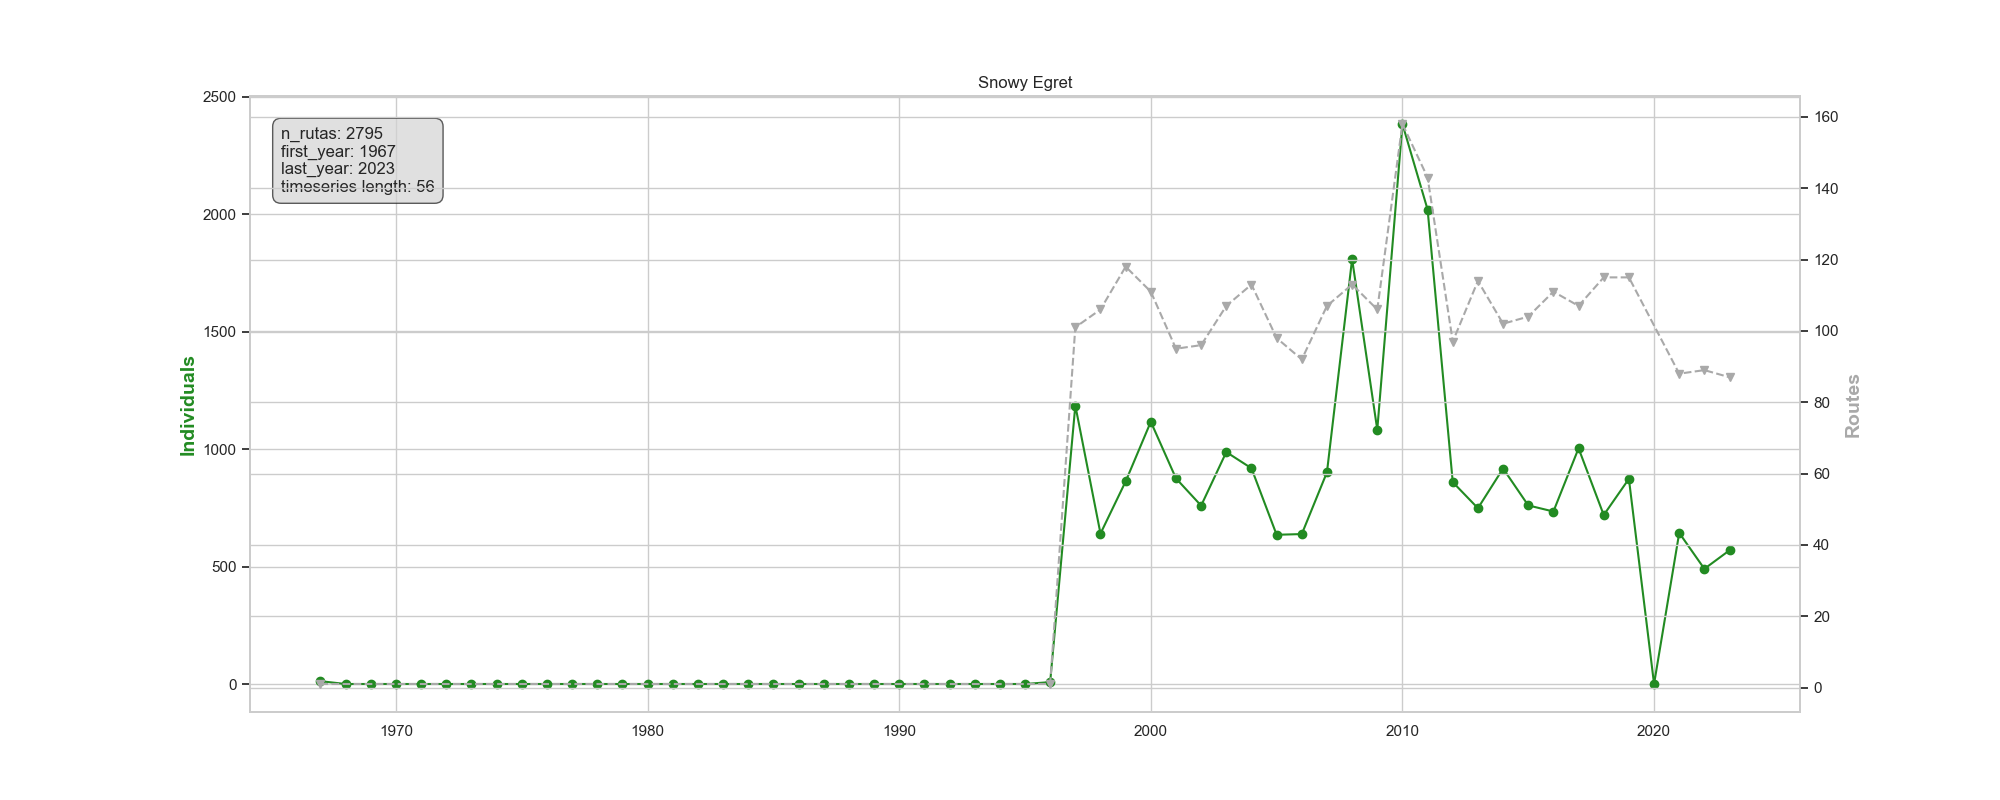 Snowy Egret
n_rutas: 2795
first_year: 1967
last_year: 2023
timeseries length: 56
2500
2000
1500
1000
500
0
Individuals
160
140
120
100
80
60
40
20
0
Routes
1970 1980 1990 2000 2010 2020